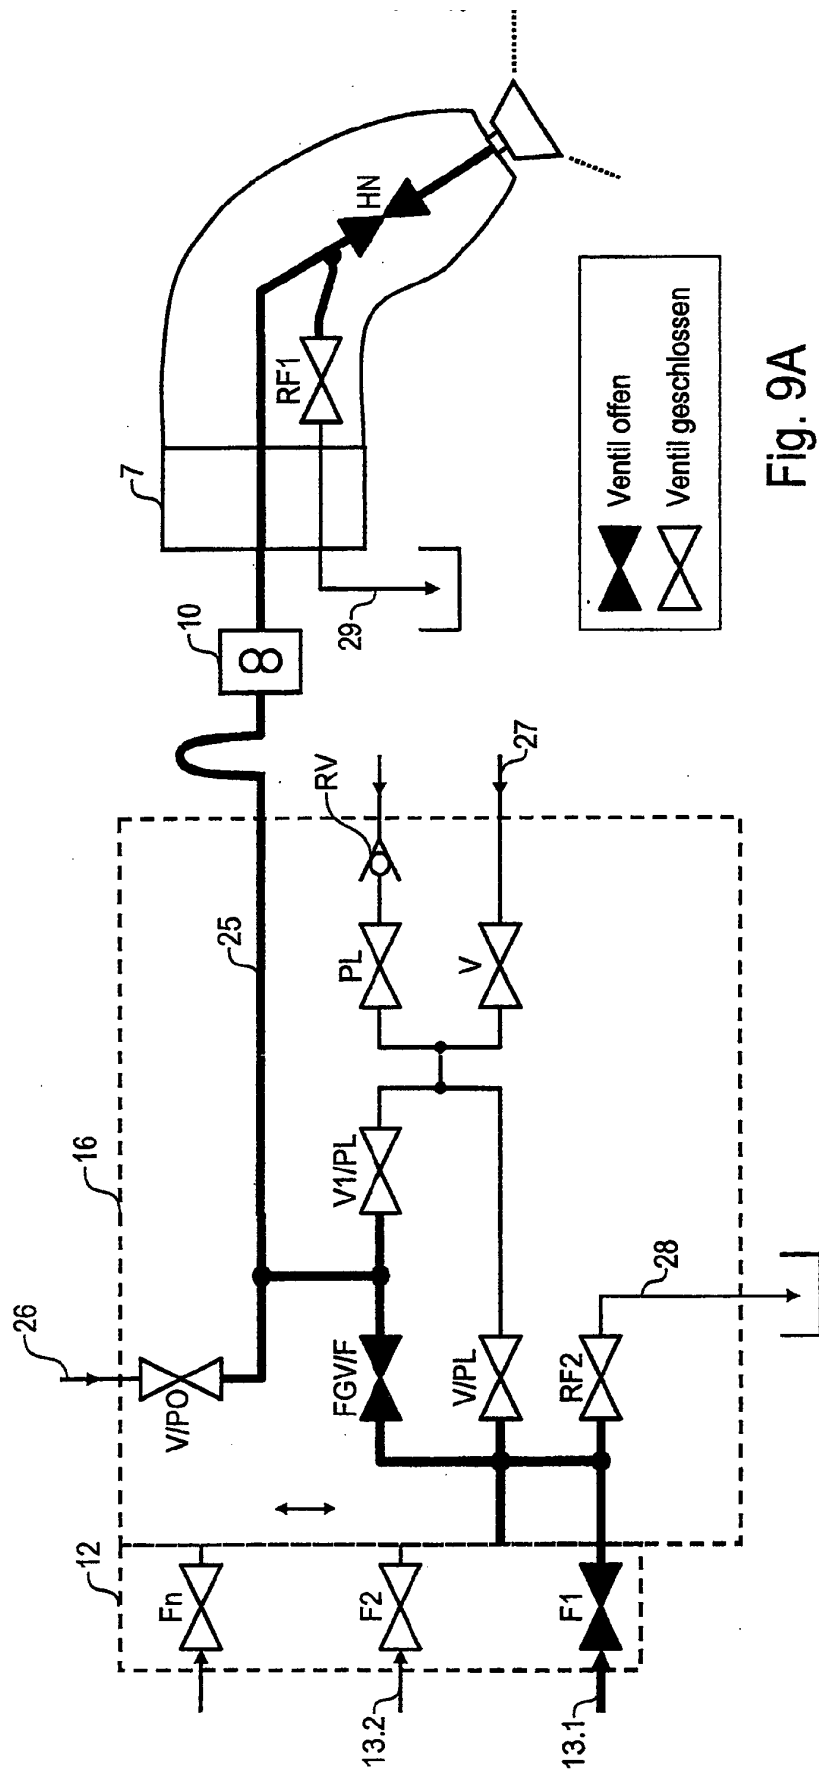 26
16
25
10
7
HN
RF1
29
V/PO
RV
PL
27
V
V1/PL
FGV/F
V/PL
RF2
28
12
Fn
F2
F1
13.2
13.1
8
Ventil offen
Ventil geschlossen
Fig. 9A